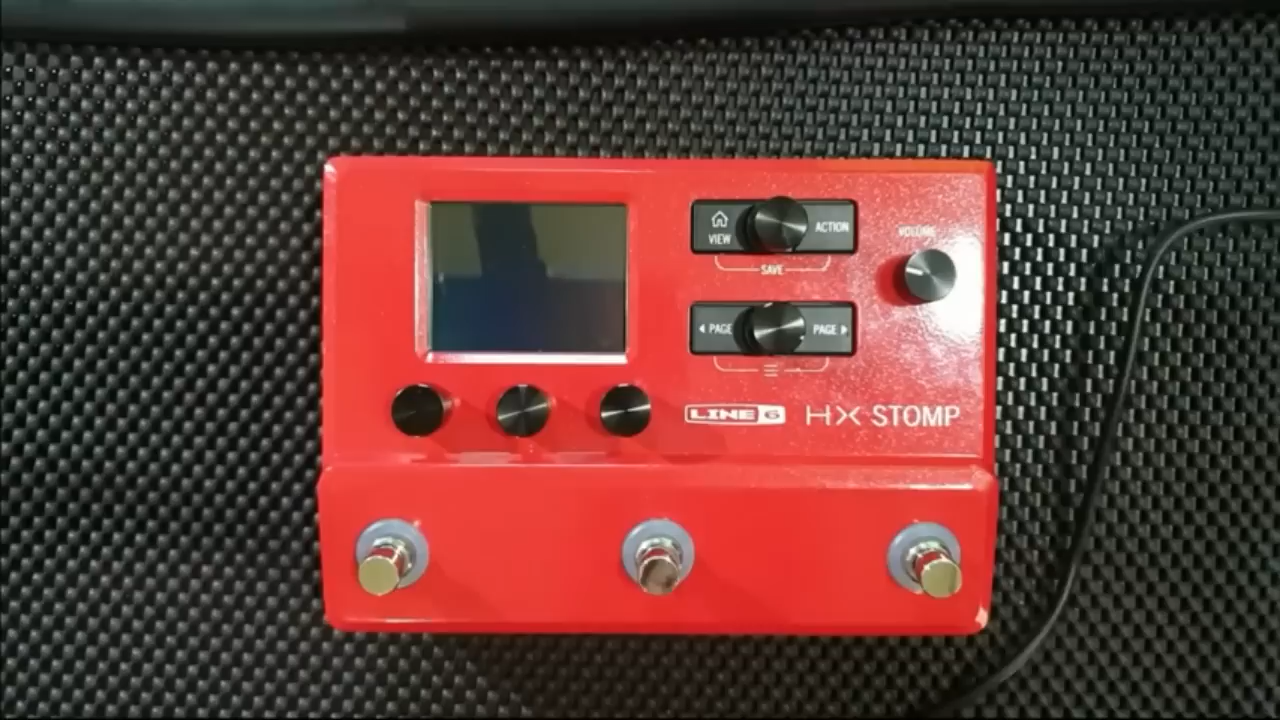 VIEW
ACTION
SAVE
VOLUME
◀ PAGE
PAGE ▶
LINE 6
HX STOMP